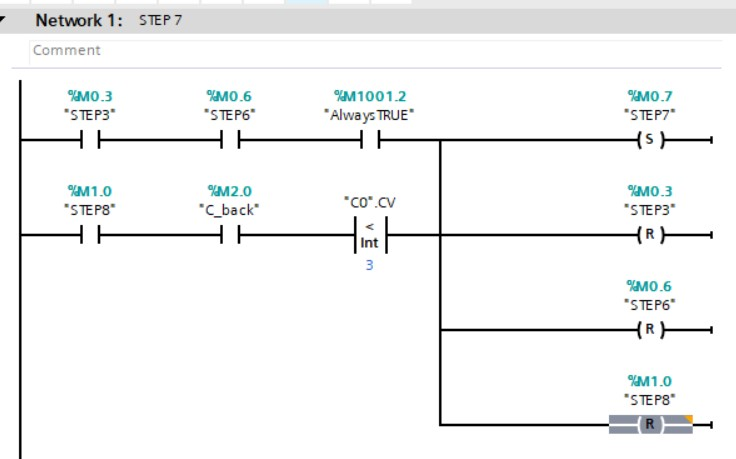 Network 1: STEP 7
Comment
%M0.3 %M0.6 %M1001.2 %M0.7
"STEP3" "STEP6" "AlwaysTRUE" "STEP7"
S
%M1.0 %M2.0 %M0.3
"STEP8" "C_back" "C0".CV "STEP3"
<
Int R
3
%M0.6
"STEP6"
R
%M1.0
"STEP8"
R